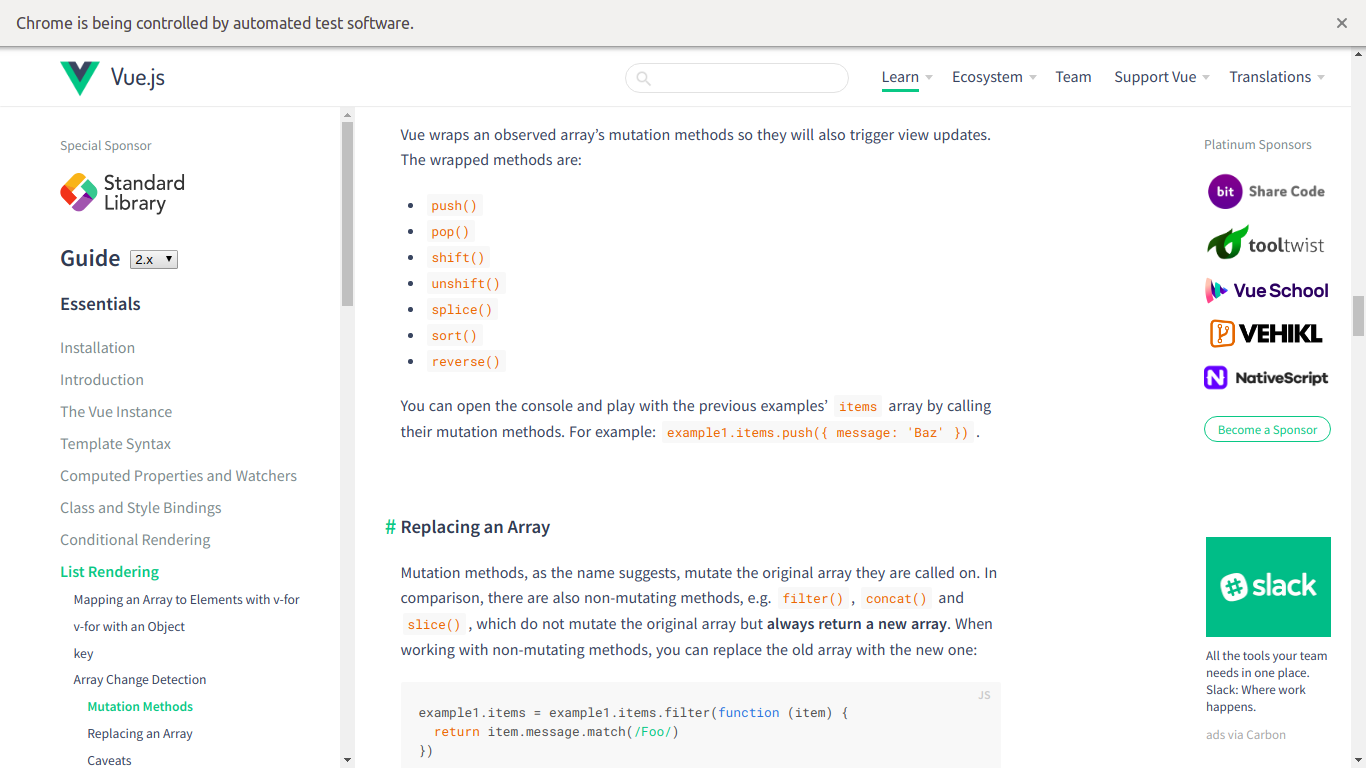 Chrome is being controlled by automated test software.
Vue.js
Learn
Ecosystem
Team
Support Vue
Translations
Special Sponsor
Standard
Library
Guide
2.x
Essentials
Installation
Introduction
The Vue Instance
Template Syntax
Computed Properties and Watchers
Class and Style Bindings
Conditional Rendering
List Rendering
Mapping an Array to Elements with v-for
v-for with an Object
key
Array Change Detection
Mutation Methods
Replacing an Array
Caveats
Vue wraps an observed array’s mutation methods so they will also trigger view updates.
The wrapped methods are:
push()
pop()
shift()
unshift()
splice()
sort()
reverse()
You can open the console and play with the previous examples’ items array by calling
their mutation methods. For example: example1.items.push({ message: 'Baz' }) .
# Replacing an Array
Mutation methods, as the name suggests, mutate the original array they are called on. In
comparison, there are also non-mutating methods, e.g. filter() , concat() and
slice() , which do not mutate the original array but always return a new array. When
working with non-mutating methods, you can replace the old array with the new one:
JS
example1.items = example1.items.filter(function (item) {
return item.message.match(/Foo/)
})
Platinum Sponsors
bit Share Code
tooltwist
Vue School
VEHIKL
N NativeScript
Become a Sponsor
slack
All the tools your team
needs in one place.
Slack: Where work
happens.
ads via Carbon